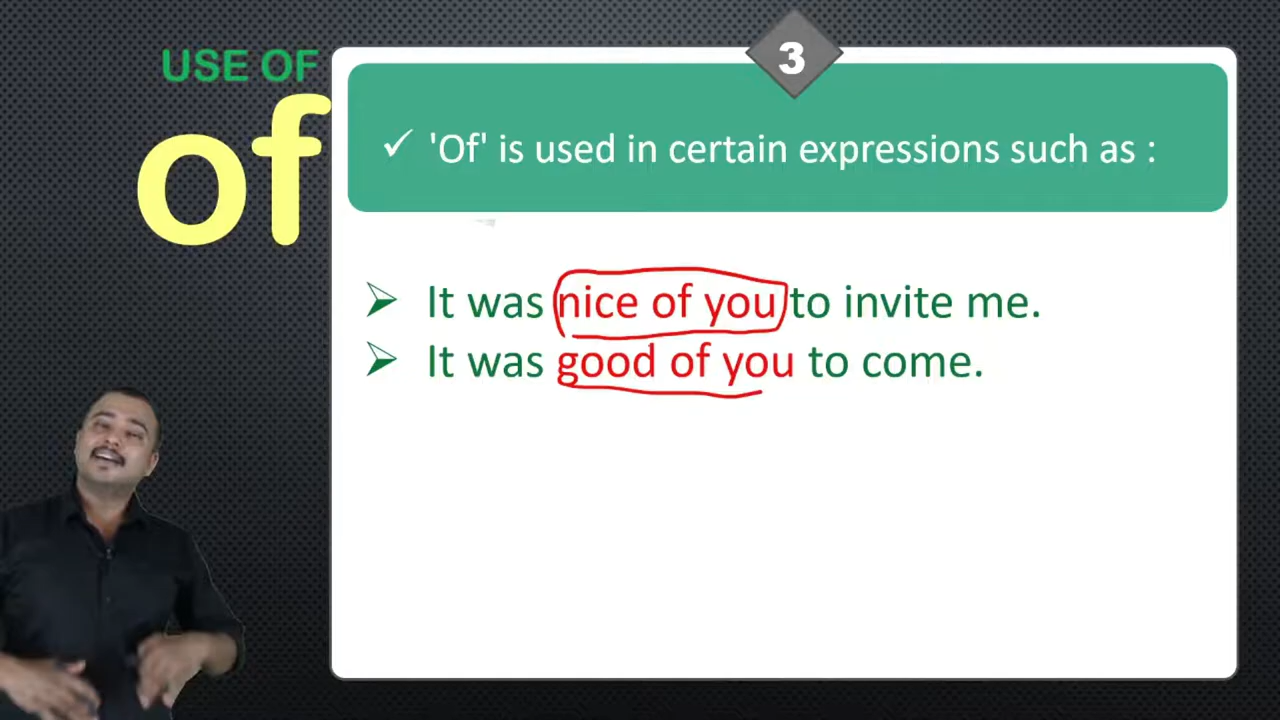 3
USE OF
of
✓ 'Of' is used in certain expressions such as :
➢ It was nice of you to invite me.
➢ It was good of you to come.